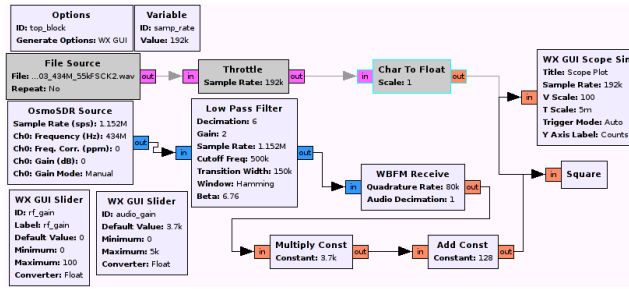 Options
ID: top_block
Generate Options: WX GUI
Variable
ID: samp_rate
Value: 192k
File Source
File: ...03_434M_55kFSCK2.wav
Repeat: No
out
in
Throttle
Sample Rate: 192k
out
in
Char To Float
Scale: 1
out
in
WX GUI Scope Sin
Title: Scope Plot
Sample Rate: 192k
V Scale: 100
T Scale: 5m
Trigger Mode: Auto
Y Axis Label: Counts
OsmoSDR Source
Sample Rate (sps): 1.152M
Ch0: Frequency (Hz): 434M
Ch0: Freq. Corr. (ppm): 0
Ch0: Gain (dB): 0
Ch0: Gain Mode: Manual
out
in
Low Pass Filter
Decimation: 6
Gain: 2
Sample Rate: 1.152M
Cutoff Freq: 500k
Transition Width: 150k
Window: Hamming
Beta: 6.76
out
in
WBFM Receive
Quadrature Rate: 80k
Audio Decimation: 1
out
in
Square
WX GUI Slider
ID: rf_gain
Label: rf_gain
Default Value: 0
Minimum: 0
Maximum: 100
Converter: Float
WX GUI Slider
ID: audio_gain
Default Value: 3.7k
Minimum: 0
Maximum: 5k
Converter: Float
in
Multiply Const
Constant: 3.7k
out
in
Add Const
Constant: 128
out